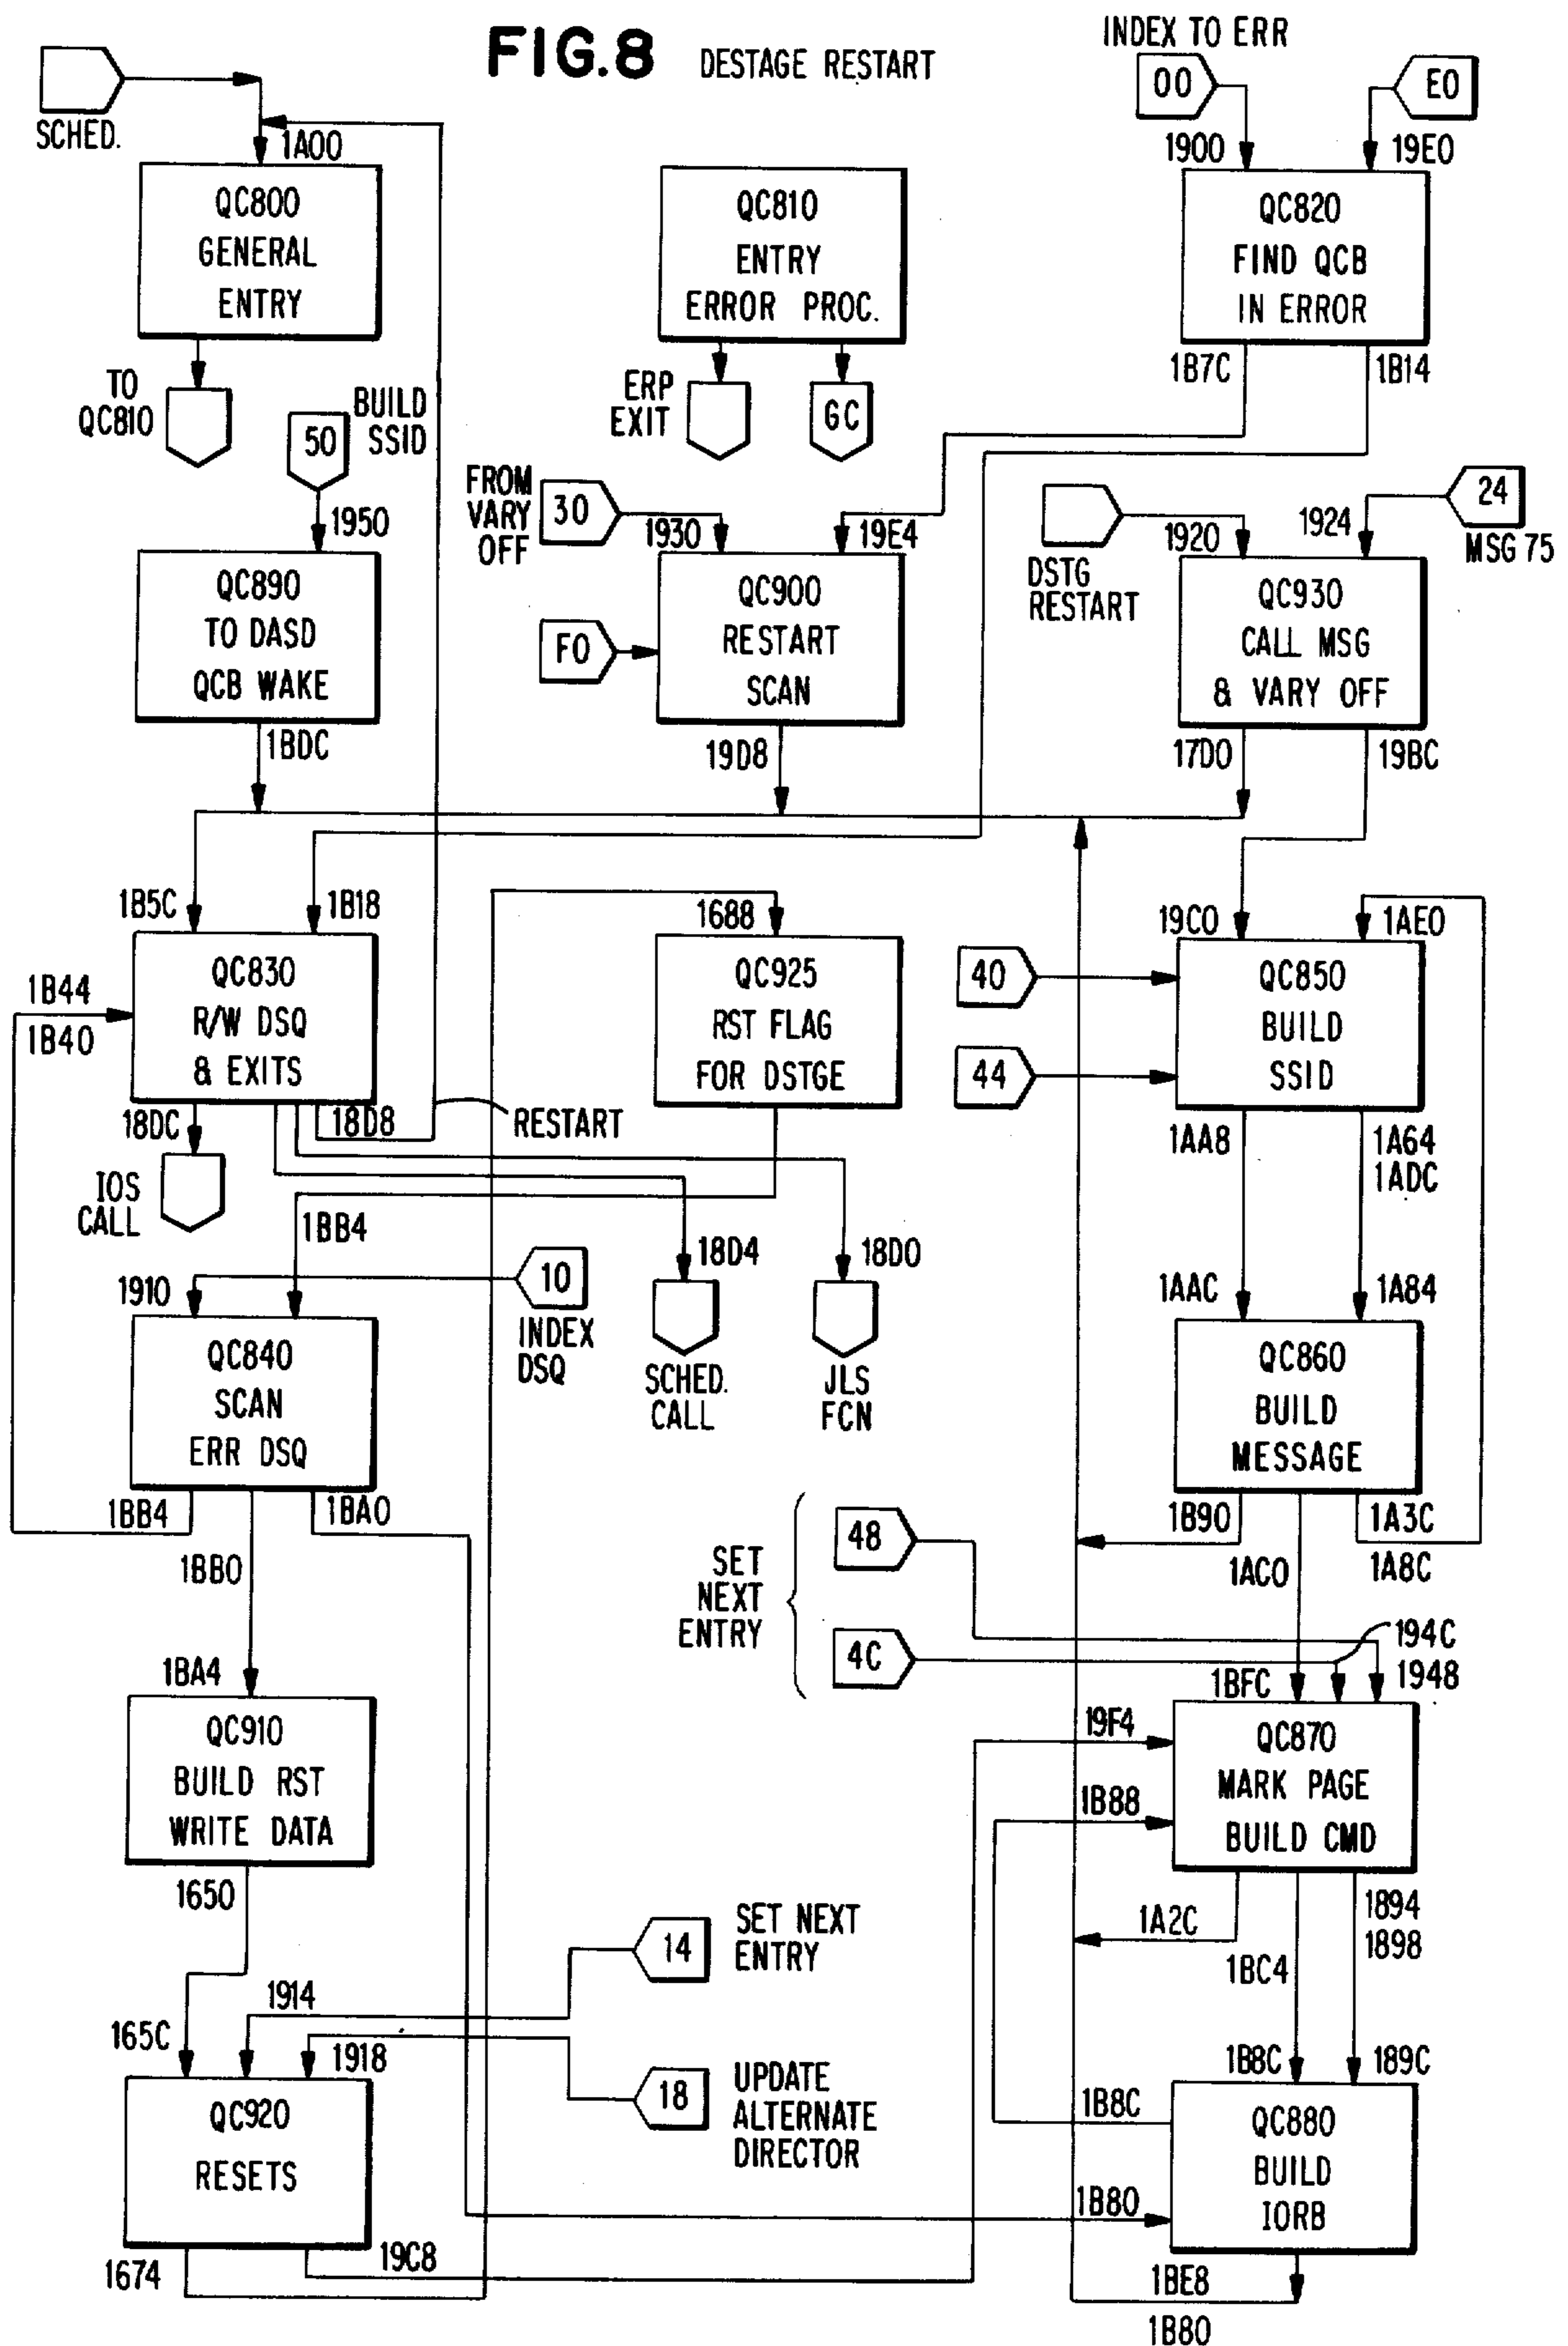 FIG.8 DESTAGE RESTART
INDEX TO ERR
00
E0
SCHED.
1A00
1900
19E0
QC800
GENERAL
ENTRY
QC810
ENTRY
ERROR PROC.
QC820
FIND QCB
IN ERROR
TO
QC810
BUILD
SSID
50
ERP
EXIT
GC
1B7C
1B14
1950
FROM
VARY
OFF
30
1930
19E4
DSTG
RESTART
1920
1924
24
MSG 75
QC890
TO DASD
QCB WAKE
F0
QC900
RESTART
SCAN
QC930
CALL MSG
& VARY OFF
1BDC
19D8
17D0
19BC
1B5C
1B18
1688
19C0
1AE0
1B44
1B40
QC830
R/W DSQ
& EXITS
QC925
RST FLAG
FOR DSTGE
40
44
QC850
BUILD
SSID
18DC
18D8
RESTART
1AA8
1A64
1ADC
IOS
CALL
1BB4
18D4
18D0
1910
10
INDEX
DSQ
SCHED.
CALL
JLS
FCN
1AAC
1A84
QC840
SCAN
ERR DSQ
QC860
BUILD
MESSAGE
1BB4
1BB0
1BA0
SET
NEXT
ENTRY
48
4C
1B90
1AC0
1A3C
1A8C
194C
1948
1BA4
1BFC
QC910
BUILD RST
WRITE DATA
19F4
1B88
QC870
MARK PAGE
BUILD CMD
1650
14
SET NEXT
ENTRY
1A2C
1BC4
1894
1898
1914
165C
1918
18
UPDATE
ALTERNATE
DIRECTOR
1B8C
189C
QC920
RESETS
1B8C
1B80
QC880
BUILD
IORB
1674
19C8
1BE8
1B80